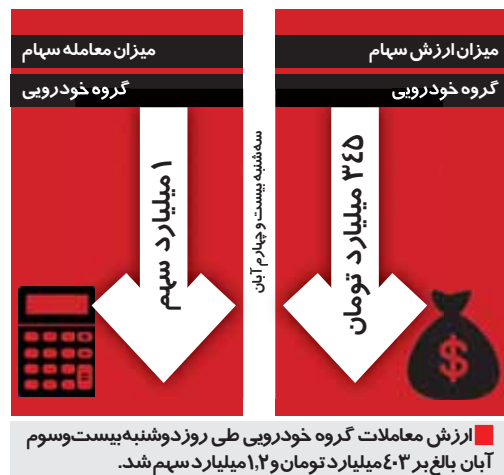 میزان ارزش سهام
گروه خودرویی
۳۴۵ میلیارد تومان
$
سه‌شنبه بیست و چهارم آبان
میزان معامله سهام
گروه خودرویی
۱ میلیارد سهم
ارزش معاملات گروه خودرویی طی روز دوشنبه بیست‌وسوم
آبان بالغ بر ۴۰۳ میلیارد تومان و ۱,۲ میلیارد سهم شد.